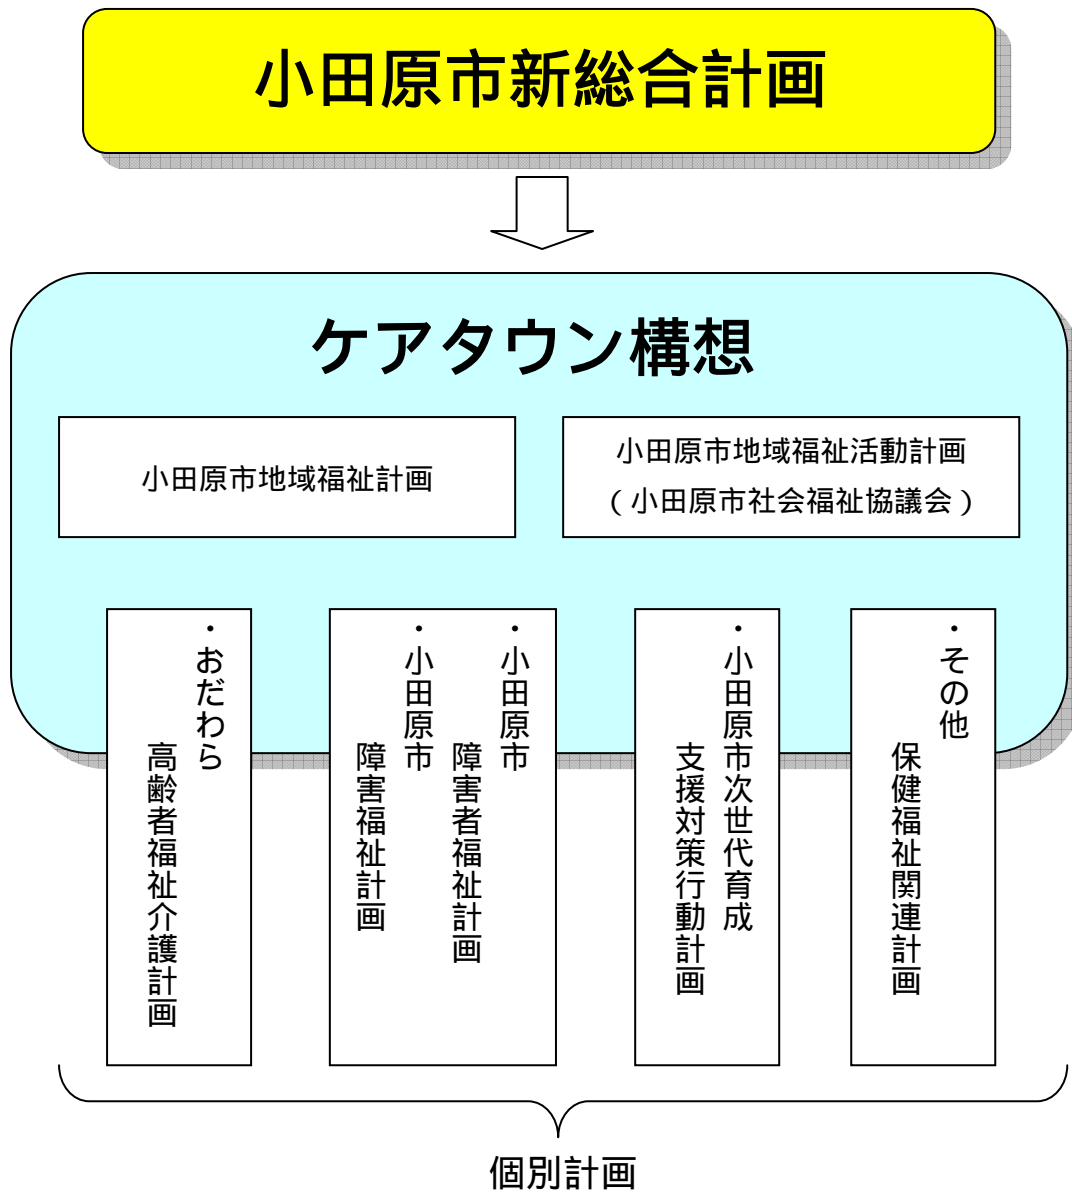 小田原市新総合計画
ケアタウン構想
小田原市地域福祉計画
小田原市地域福祉活動計画
（小田原市社会福祉協議会）
・おだわら
高齢者福祉介護計画
・小田原市
障害者福祉計画
・小田原市
障害福祉計画
・小田原市次世代育成
支援対策行動計画
・その他
保健福祉関連計画
個別計画